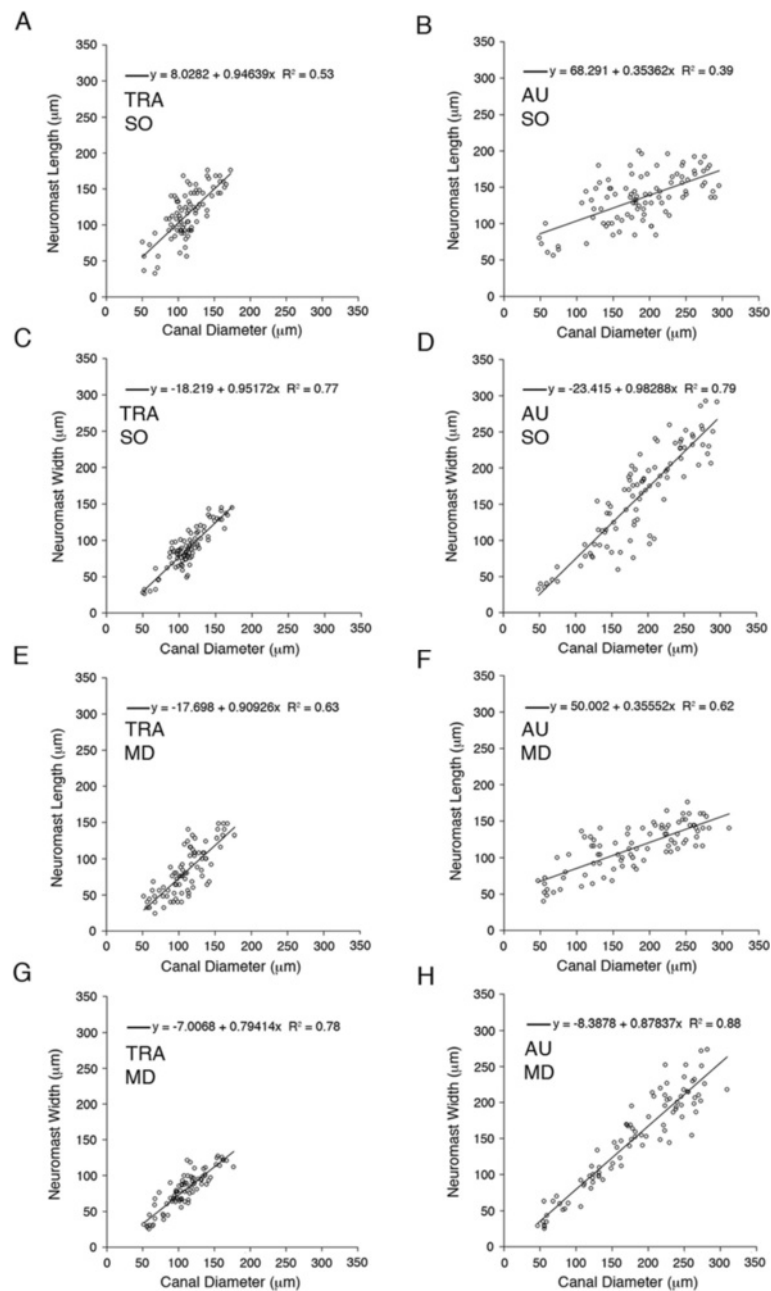 A
350
300
250
200
150
100
50
0
y = 8.0282 + 0.94639x R² = 0.53
TRA
SO
Neuromast Length (μm)
0 50 100 150 200 250 300 350
Canal Diameter (μm)
B
350
300
250
200
150
100
50
0
y = 68.291 + 0.35362x R² = 0.39
AU
SO
Neuromast Length (μm)
0 50 100 150 200 250 300 350
Canal Diameter (μm)
C
350
300
250
200
150
100
50
0
y = -18.219 + 0.95172x R² = 0.77
TRA
SO
Neuromast Width (μm)
0 50 100 150 200 250 300 350
Canal Diameter (μm)
D
350
300
250
200
150
100
50
0
y = -23.415 + 0.98288x R² = 0.79
AU
SO
Neuromast Width (μm)
0 50 100 150 200 250 300 350
Canal Diameter (μm)
E
350
300
250
200
150
100
50
0
y = -17.698 + 0.90926x R² = 0.63
TRA
MD
Neuromast Length (μm)
0 50 100 150 200 250 300 350
Canal Diameter (μm)
F
350
300
250
200
150
100
50
0
y = 50.002 + 0.35552x R² = 0.62
AU
MD
Neuromast Length (μm)
0 50 100 150 200 250 300 350
Canal Diameter (μm)
G
350
300
250
200
150
100
50
0
y = -7.0068 + 0.79414x R² = 0.78
TRA
MD
Neuromast Width (μm)
0 50 100 150 200 250 300 350
Canal Diameter (μm)
H
350
300
250
200
150
100
50
0
y = -8.3878 + 0.87837x R² = 0.88
AU
MD
Neuromast Width (μm)
0 50 100 150 200 250 300 350
Canal Diameter (μm)